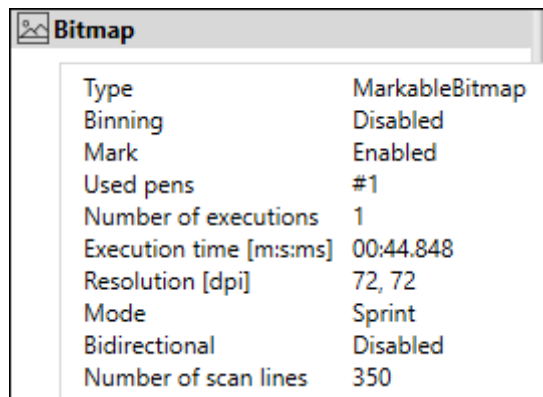 Bitmap
Type MarkableBitmap
Binning Disabled
Mark Enabled
Used pens #1
Number of executions 1
Execution time [m:s:ms] 00:44.848
Resolution [dpi] 72, 72
Mode Sprint
Bidirectional Disabled
Number of scan lines 350